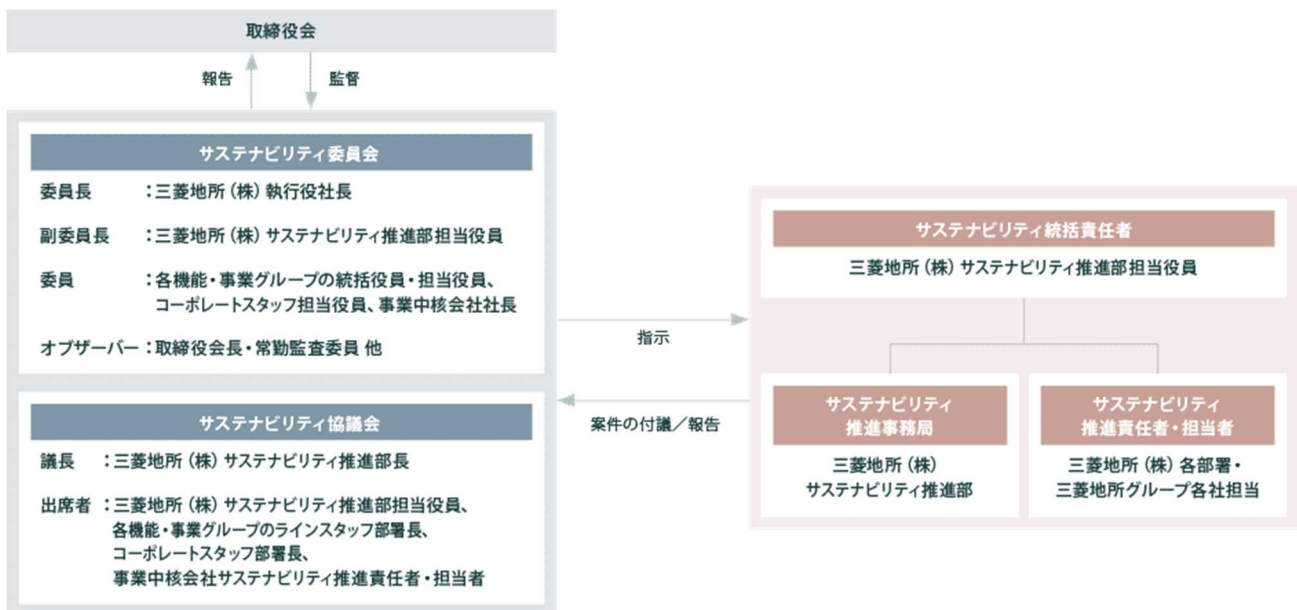 取締役会
報告
監督
サステナビリティ委員会
委員長 :三菱地所(株)執行役社長
副委員長 :三菱地所(株)サステナビリティ推進部担当役員
委員 :各機能・事業グループの統括役員・担当役員、
コーポレートスタッフ担当役員、事業中核会社社長
オブザーバー:取締役会長・常勤監査委員 他
サステナビリティ協議会
議長 :三菱地所(株)サステナビリティ推進部長
出席者 :三菱地所(株)サステナビリティ推進部担当役員、
各機能・事業グループのラインスタッフ部署長、
コーポレートスタッフ部署長、
事業中核会社サステナビリティ推進責任者・担当者
指示
案件の付議/報告
サステナビリティ統括責任者
三菱地所(株)サステナビリティ推進部担当役員
サステナビリティ
推進事務局
三菱地所(株)
サステナビリティ推進部
サステナビリティ
推進責任者・担当者
三菱地所(株)各部署・
三菱地所グループ各社担当